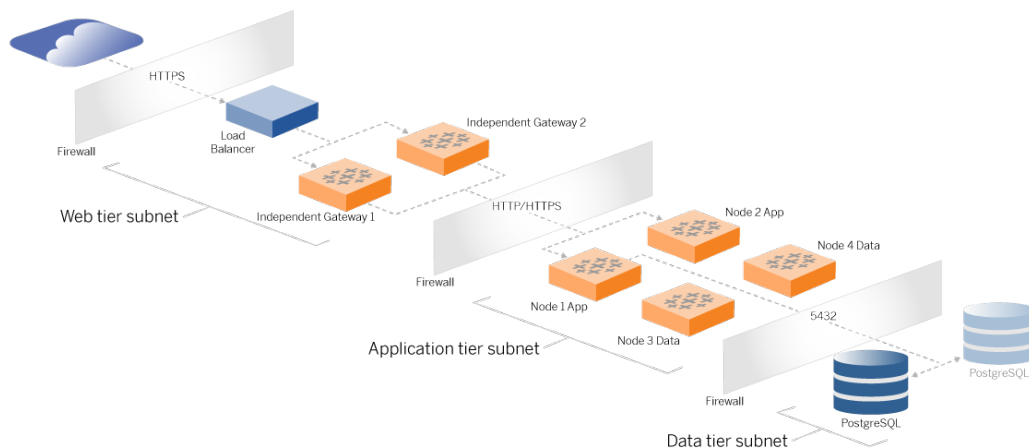 HTTPS
Firewall
Load
Balancer
Independent Gateway 2
Independent Gateway 1
Web tier subnet
HTTP/HTTPS
Firewall
Node 2 App
Node 4 Data
Node 1 App
Node 3 Data
Application tier subnet
5432
Firewall
PostgreSQL
PostgreSQL
Data tier subnet